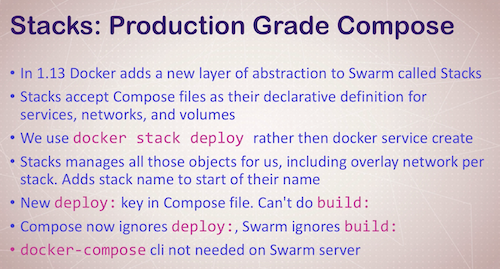 Stacks: Production Grade Compose
• In 1.13 Docker adds a new layer of abstraction to Swarm called Stacks
• Stacks accept Compose files as their declarative definition for
services, networks, and volumes
• We use docker stack deploy rather then docker service create
• Stacks manages all those objects for us, including overlay network per
stack. Adds stack name to start of their name
• New deploy: key in Compose file. Can't do build:
• Compose now ignores deploy:, Swarm ignores build:
• docker-compose cli not needed on Swarm server